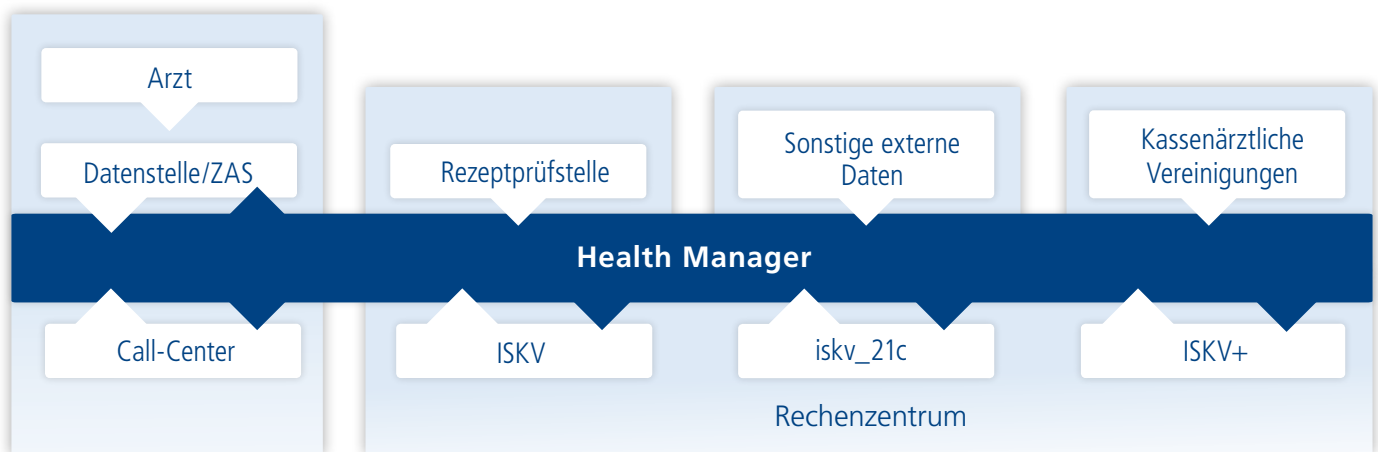 Arzt
Datenstelle/ZAS
Rezeptprüfstelle
Sonstige externe
Daten
Kassenärztliche
Vereinigungen
Health Manager
Call-Center
ISKV
iskv_21c
ISKV+
Rechenzentrum